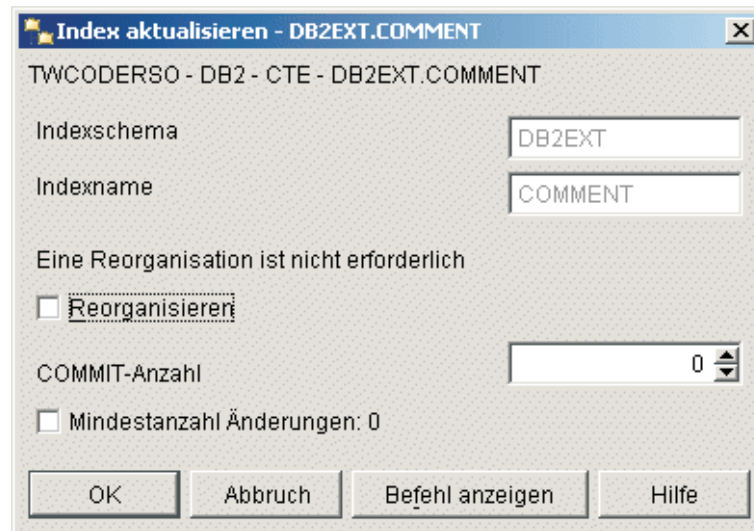 Index aktualisieren - DB2EXT.COMMENT
TWCODERSO - DB2 - CTE - DB2EXT.COMMENT
Indexschema DB2EXT
Indexname COMMENT
Eine Reorganisation ist nicht erforderlich
Reorganisieren
COMMIT-Anzahl 0
Mindestanzahl Änderungen: 0
OK Abbruch Befehl anzeigen Hilfe